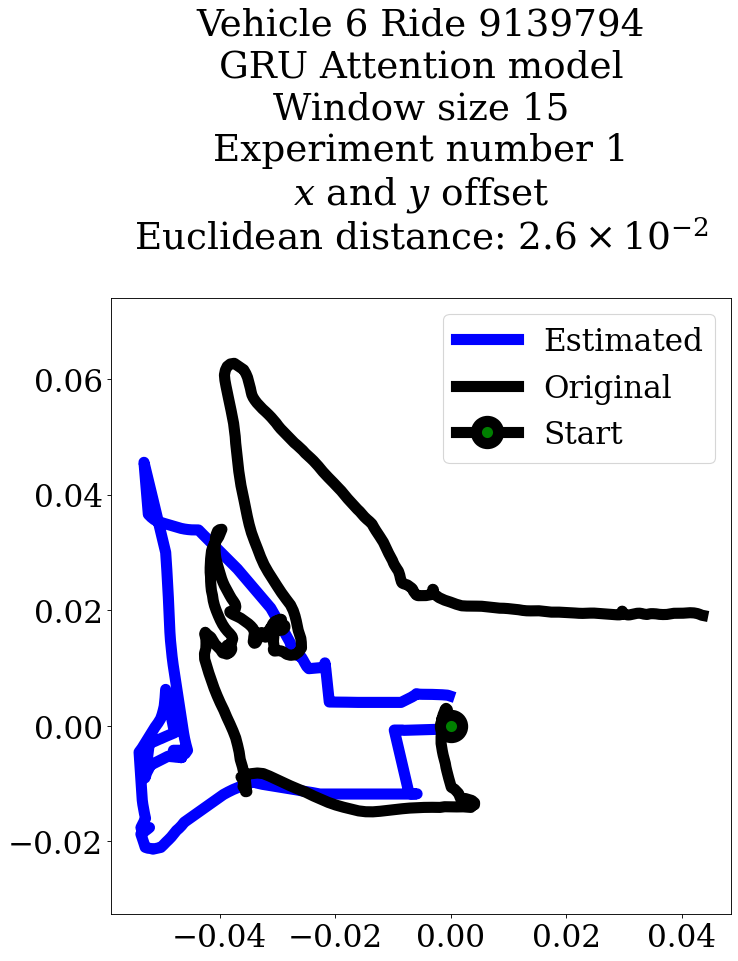 Vehicle 6 Ride 9139794
GRU Attention model
Window size 15
Experiment number 1
x and y offset
Euclidean distance: 2.6 × 10⁻²
Estimated
Original
Start
0.06
0.04
0.02
0.00
−0.02
−0.04 −0.02 0.00 0.02 0.04